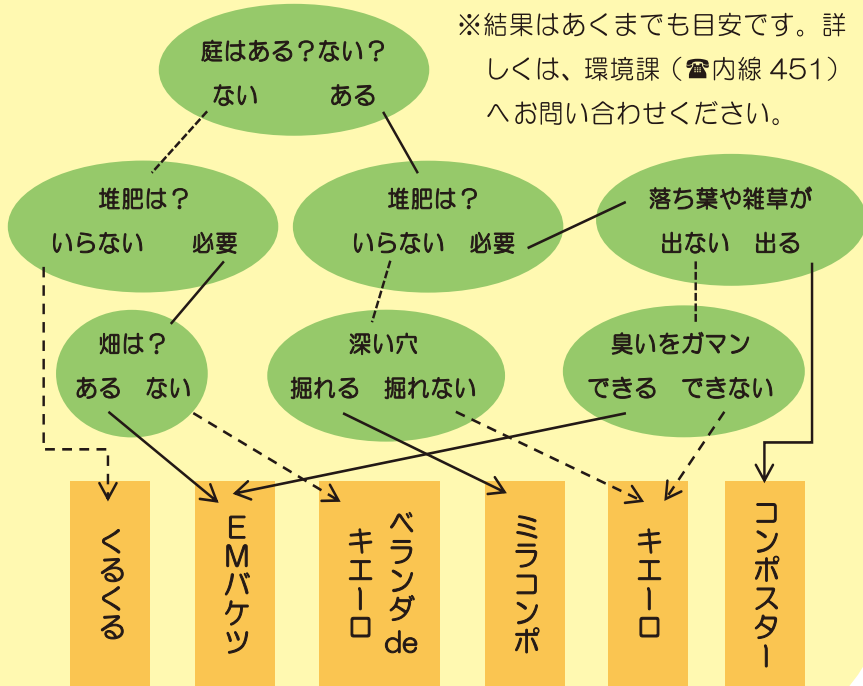 ※結果はあくまでも目安です。詳
しくは、環境課（☎内線 451）
へお問い合わせください。
庭はある？ない？
ない　ある
堆肥は？
いらない　必要
堆肥は？
いらない　必要
落ち葉や雑草が
出ない　出る
畑は？
ある　ない
深い穴
掘れる　掘れない
臭いをガマン
できる　できない
くるくる
EMバケツ
ベランダ de
キエーロ
ミラコンポ
キエーロ
コンポスター